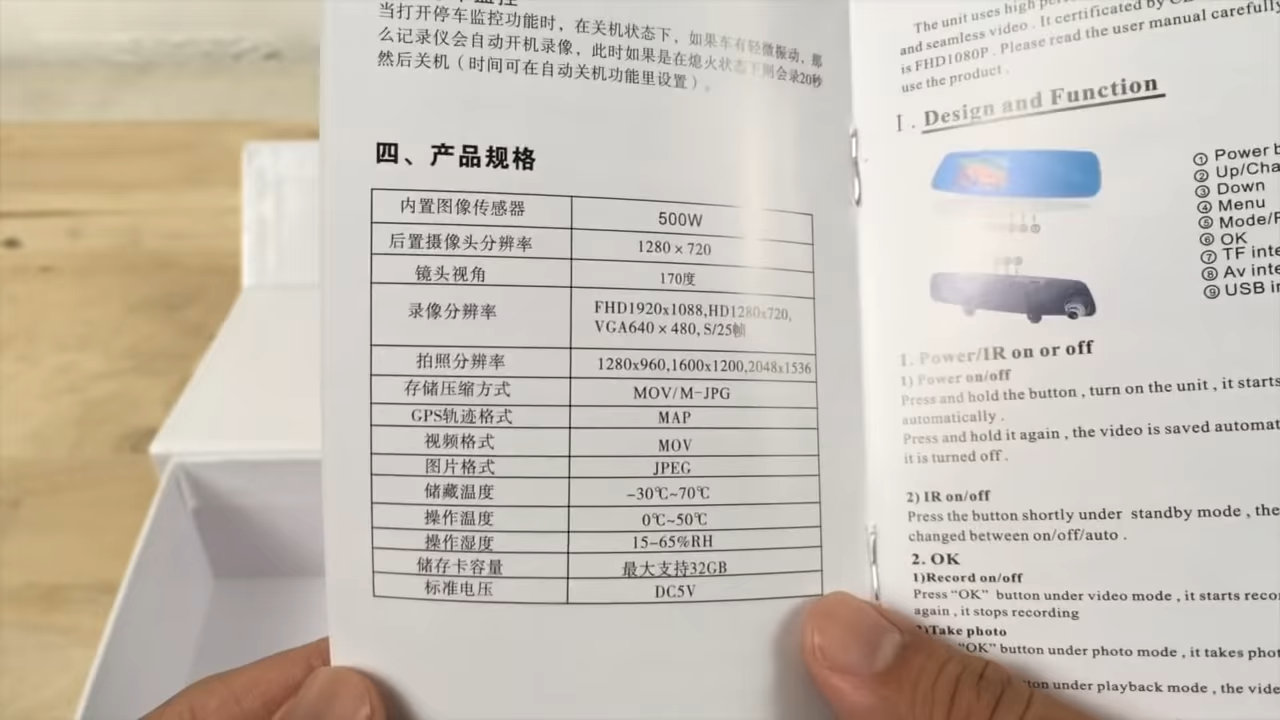 当打开停车监控功能时，在关机状态下，如果车有轻微振动，那
么记录仪会自动开机录像，此时如果是在熄火状态下则会录20秒
然后关机（时间可在自动关机功能里设置）。
四、产品规格
内置图像传感器 500W
后置摄像头分辨率 1280×720
镜头视角 170度
录像分辨率 FHD1920x1088,HD1280x720,
VGA640×480, S/25帧
拍照分辨率 1280x960,1600x1200,2048x1536
存储压缩方式 MOV/M-JPG
GPS轨迹格式 MAP
视频格式 MOV
图片格式 JPEG
储藏温度 -30℃~70℃
操作温度 0℃~50℃
操作湿度 15-65%RH
储存卡容量 最大支持32GB
标准电压 DC5V
The unit uses high
and seamless video . It certificated by
is FHD1080P . Please read the user manual carefully
use the product .
I . Design and Function
① Power
② Up/Cha
③ Down
④ Menu
⑤ Mode/
⑥ OK
⑦ TF inte
⑧ Av inte
⑨ USB in
1. Power/IR on or off
1) Power on/off
Press and hold the button , turn on the unit , it starts
automatically .
Press and hold it again , the video is saved automat
it is turned off .
2) IR on/off
Press the button shortly under standby mode , the
changed between on/off/auto .
2. OK
1)Record on/off
Press “OK” button under video mode , it starts reco
again , it stops recording
)Take photo
“OK” button under photo mode , it takes phot
ton under playback mode , the vide